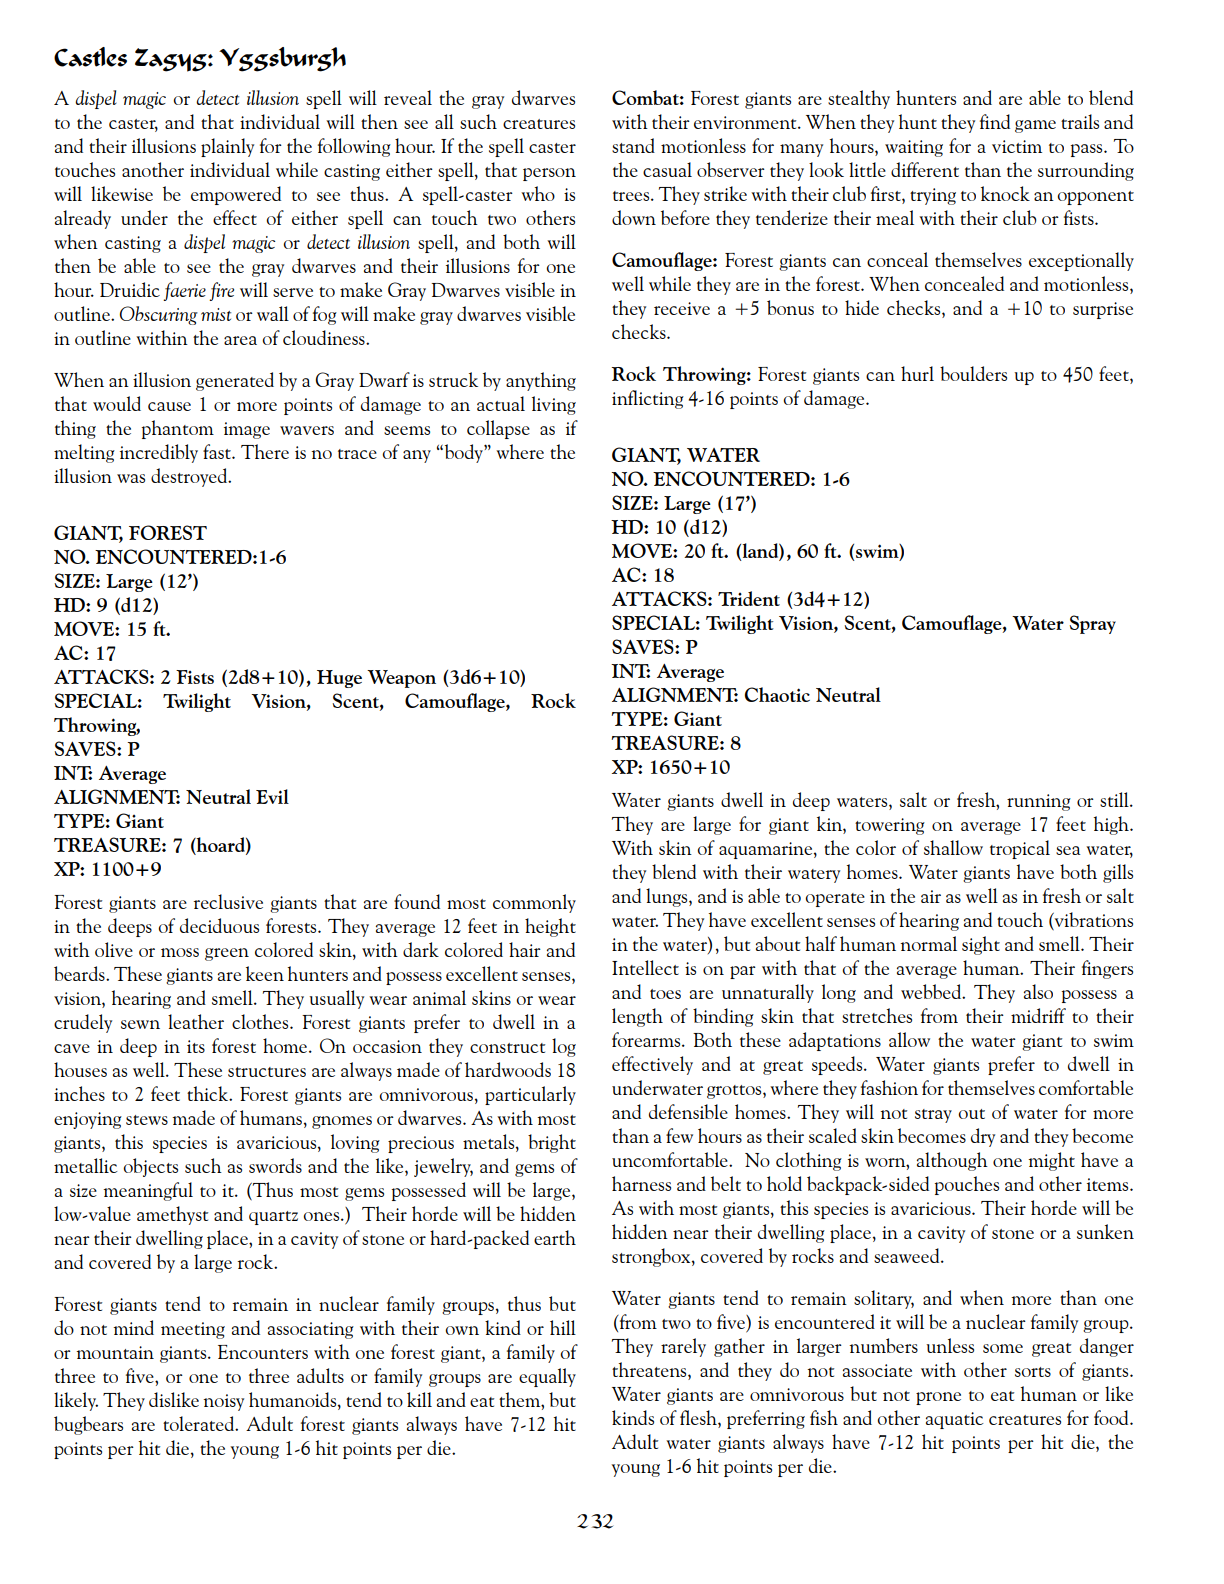 Castles Zagyg: Yggsburgh
A dispel magic or detect illusion spell will reveal the gray dwarves
to the caster, and that individual will then see all such creatures
and their illusions plainly for the following hour. If the spell caster
touches another individual while casting either spell, that person
will likewise be empowered to see thus. A spell-caster who is
already under the effect of either spell can touch two others
when casting a dispel magic or detect illusion spell, and both will
then be able to see the gray dwarves and their illusions for one
hour. Druidic faerie fire will serve to make Gray Dwarves visible in
outline. Obscuring mist or wall of fog will make gray dwarves visible
in outline within the area of cloudiness.
When an illusion generated by a Gray Dwarf is struck by anything
that would cause 1 or more points of damage to an actual living
thing the phantom image wavers and seems to collapse as if
melting incredibly fast. There is no trace of any “body” where the
illusion was destroyed.
GIANT, FOREST
NO. ENCOUNTERED:1-6
SIZE: Large (12’)
HD: 9 (d12)
MOVE: 15 ft.
AC: 17
ATTACKS: 2 Fists (2d8+10), Huge Weapon (3d6+10)
SPECIAL: Twilight Vision, Scent, Camouflage, Rock
Throwing,
SAVES: P
INT: Average
ALIGNMENT: Neutral Evil
TYPE: Giant
TREASURE: 7 (hoard)
XP: 1100+9
Forest giants are reclusive giants that are found most commonly
in the deeps of deciduous forests. They average 12 feet in height
with olive or moss green colored skin, with dark colored hair and
beards. These giants are keen hunters and possess excellent senses,
vision, hearing and smell. They usually wear animal skins or wear
crudely sewn leather clothes. Forest giants prefer to dwell in a
cave in deep in its forest home. On occasion they construct log
houses as well. These structures are always made of hardwoods 18
inches to 2 feet thick. Forest giants are omnivorous, particularly
enjoying stews made of humans, gnomes or dwarves. As with most
giants, this species is avaricious, loving precious metals, bright
metallic objects such as swords and the like, jewelry, and gems of
a size meaningful to it. (Thus most gems possessed will be large,
low-value amethyst and quartz ones.) Their horde will be hidden
near their dwelling place, in a cavity of stone or hard-packed earth
and covered by a large rock.
Forest giants tend to remain in nuclear family groups, thus but
do not mind meeting and associating with their own kind or hill
or mountain giants. Encounters with one forest giant, a family of
three to five, or one to three adults or family groups are equally
likely. They dislike noisy humanoids, tend to kill and eat them, but
bugbears are tolerated. Adult forest giants always have 7-12 hit
points per hit die, the young 1-6 hit points per die.
Combat: Forest giants are stealthy hunters and are able to blend
with their environment. When they hunt they find game trails and
stand motionless for many hours, waiting for a victim to pass. To
the casual observer they look little different than the surrounding
trees. They strike with their club first, trying to knock an opponent
down before they tenderize their meal with their club or fists.
Camouflage: Forest giants can conceal themselves exceptionally
well while they are in the forest. When concealed and motionless,
they receive a +5 bonus to hide checks, and a +10 to surprise
checks.
Rock Throwing: Forest giants can hurl boulders up to 450 feet,
inflicting 4-16 points of damage.
GIANT, WATER
NO. ENCOUNTERED: 1-6
SIZE: Large (17’)
HD: 10 (d12)
MOVE: 20 ft. (land), 60 ft. (swim)
AC: 18
ATTACKS: Trident (3d4+12)
SPECIAL: Twilight Vision, Scent, Camouflage, Water Spray
SAVES: P
INT: Average
ALIGNMENT: Chaotic Neutral
TYPE: Giant
TREASURE: 8
XP: 1650+10
Water giants dwell in deep waters, salt or fresh, running or still.
They are large for giant kin, towering on average 17 feet high.
With skin of aquamarine, the color of shallow tropical sea water,
they blend with their watery homes. Water giants have both gills
and lungs, and is able to operate in the air as well as in fresh or salt
water. They have excellent senses of hearing and touch (vibrations
in the water), but about half human normal sight and smell. Their
Intellect is on par with that of the average human. Their fingers
and toes are unnaturally long and webbed. They also possess a
length of binding skin that stretches from their midriff to their
forearms. Both these adaptations allow the water giant to swim
effectively and at great speeds. Water giants prefer to dwell in
underwater grottos, where they fashion for themselves comfortable
and defensible homes. They will not stray out of water for more
than a few hours as their scaled skin becomes dry and they become
uncomfortable. No clothing is worn, although one might have a
harness and belt to hold backpack-sided pouches and other items.
As with most giants, this species is avaricious. Their horde will be
hidden near their dwelling place, in a cavity of stone or a sunken
strongbox, covered by rocks and seaweed.
Water giants tend to remain solitary, and when more than one
(from two to five) is encountered it will be a nuclear family group.
They rarely gather in larger numbers unless some great danger
threatens, and they do not associate with other sorts of giants.
Water giants are omnivorous but not prone to eat human or like
kinds of flesh, preferring fish and other aquatic creatures for food.
Adult water giants always have 7-12 hit points per hit die, the
young 1-6 hit points per die.
232